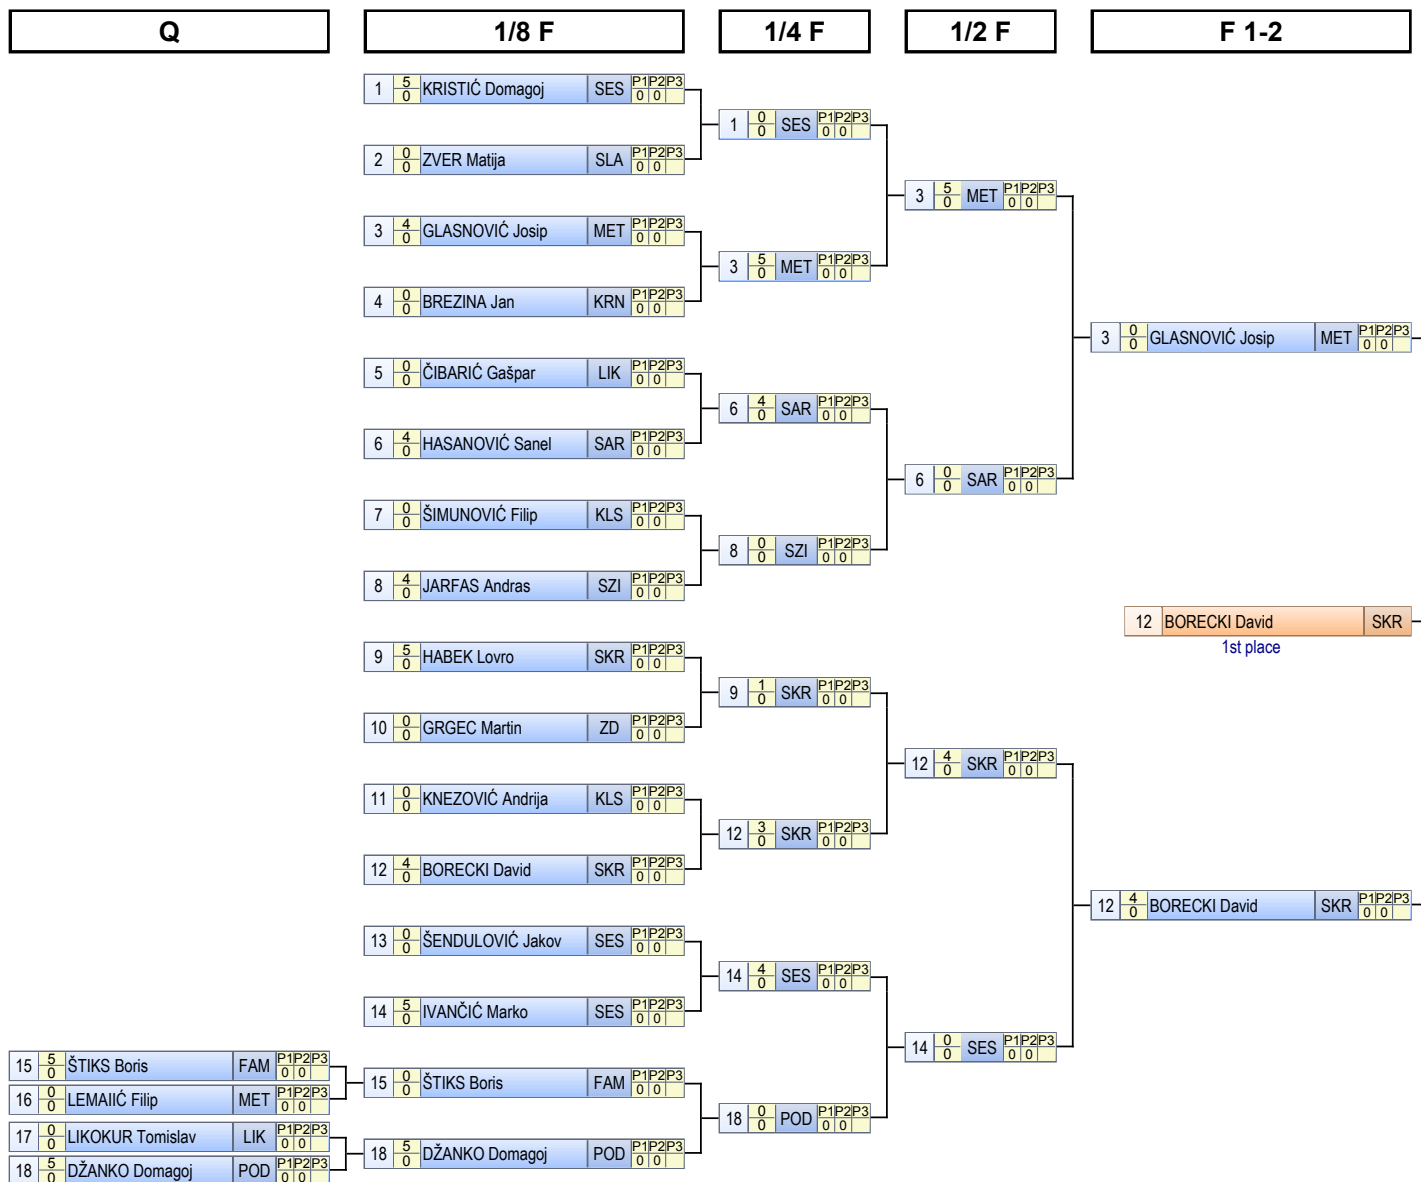 Q 1/8 F 1/4 F 1/2 F F 1-2
1 5 0 KRISTIĆ Domagoj SES P1 P2 P3 0 0
1 0 0 SES P1 P2 P3 0 0
2 0 0 ZVER Matija SLA P1 P2 P3 0 0
3 5 0 MET P1 P2 P3 0 0
3 4 0 GLASNOVIĆ Josip MET P1 P2 P3 0 0
3 5 0 MET P1 P2 P3 0 0
4 0 0 BREZINA Jan KRN P1 P2 P3 0 0
3 0 0 GLASNOVIĆ Josip MET P1 P2 P3 0 0
5 0 0 ČIBARIĆ Gašpar LIK P1 P2 P3 0 0
6 4 0 SAR P1 P2 P3 0 0
6 4 0 HASANOVIĆ Sanel SAR P1 P2 P3 0 0
6 0 0 SAR P1 P2 P3 0 0
7 0 0 ŠIMUNOVIĆ Filip KLS P1 P2 P3 0 0
8 0 0 SZI P1 P2 P3 0 0
8 4 0 JARFAS Andras SZI P1 P2 P3 0 0
12 BORECKI David SKR
1st place
9 5 0 HABEK Lovro SKR P1 P2 P3 0 0
9 1 0 SKR P1 P2 P3 0 0
10 0 0 GRGEC Martin ZD P1 P2 P3 0 0
12 4 0 SKR P1 P2 P3 0 0
11 0 0 KNEZOVIĆ Andrija KLS P1 P2 P3 0 0
12 3 0 SKR P1 P2 P3 0 0
12 4 0 BORECKI David SKR P1 P2 P3 0 0
12 4 0 BORECKI David SKR P1 P2 P3 0 0
13 0 0 ŠENDULOVIĆ Jakov SES P1 P2 P3 0 0
14 4 0 SES P1 P2 P3 0 0
14 5 0 IVANČIĆ Marko SES P1 P2 P3 0 0
14 0 0 SES P1 P2 P3 0 0
15 5 0 ŠTIKS Boris FAM P1 P2 P3 0 0
15 0 0 ŠTIKS Boris FAM P1 P2 P3 0 0
16 0 0 LEMAIIĆ Filip MET P1 P2 P3 0 0
18 0 0 POD P1 P2 P3 0 0
17 0 0 LIKOKUR Tomislav LIK P1 P2 P3 0 0
18 5 0 DŽANKO Domagoj POD P1 P2 P3 0 0
18 5 0 DŽANKO Domagoj POD P1 P2 P3 0 0